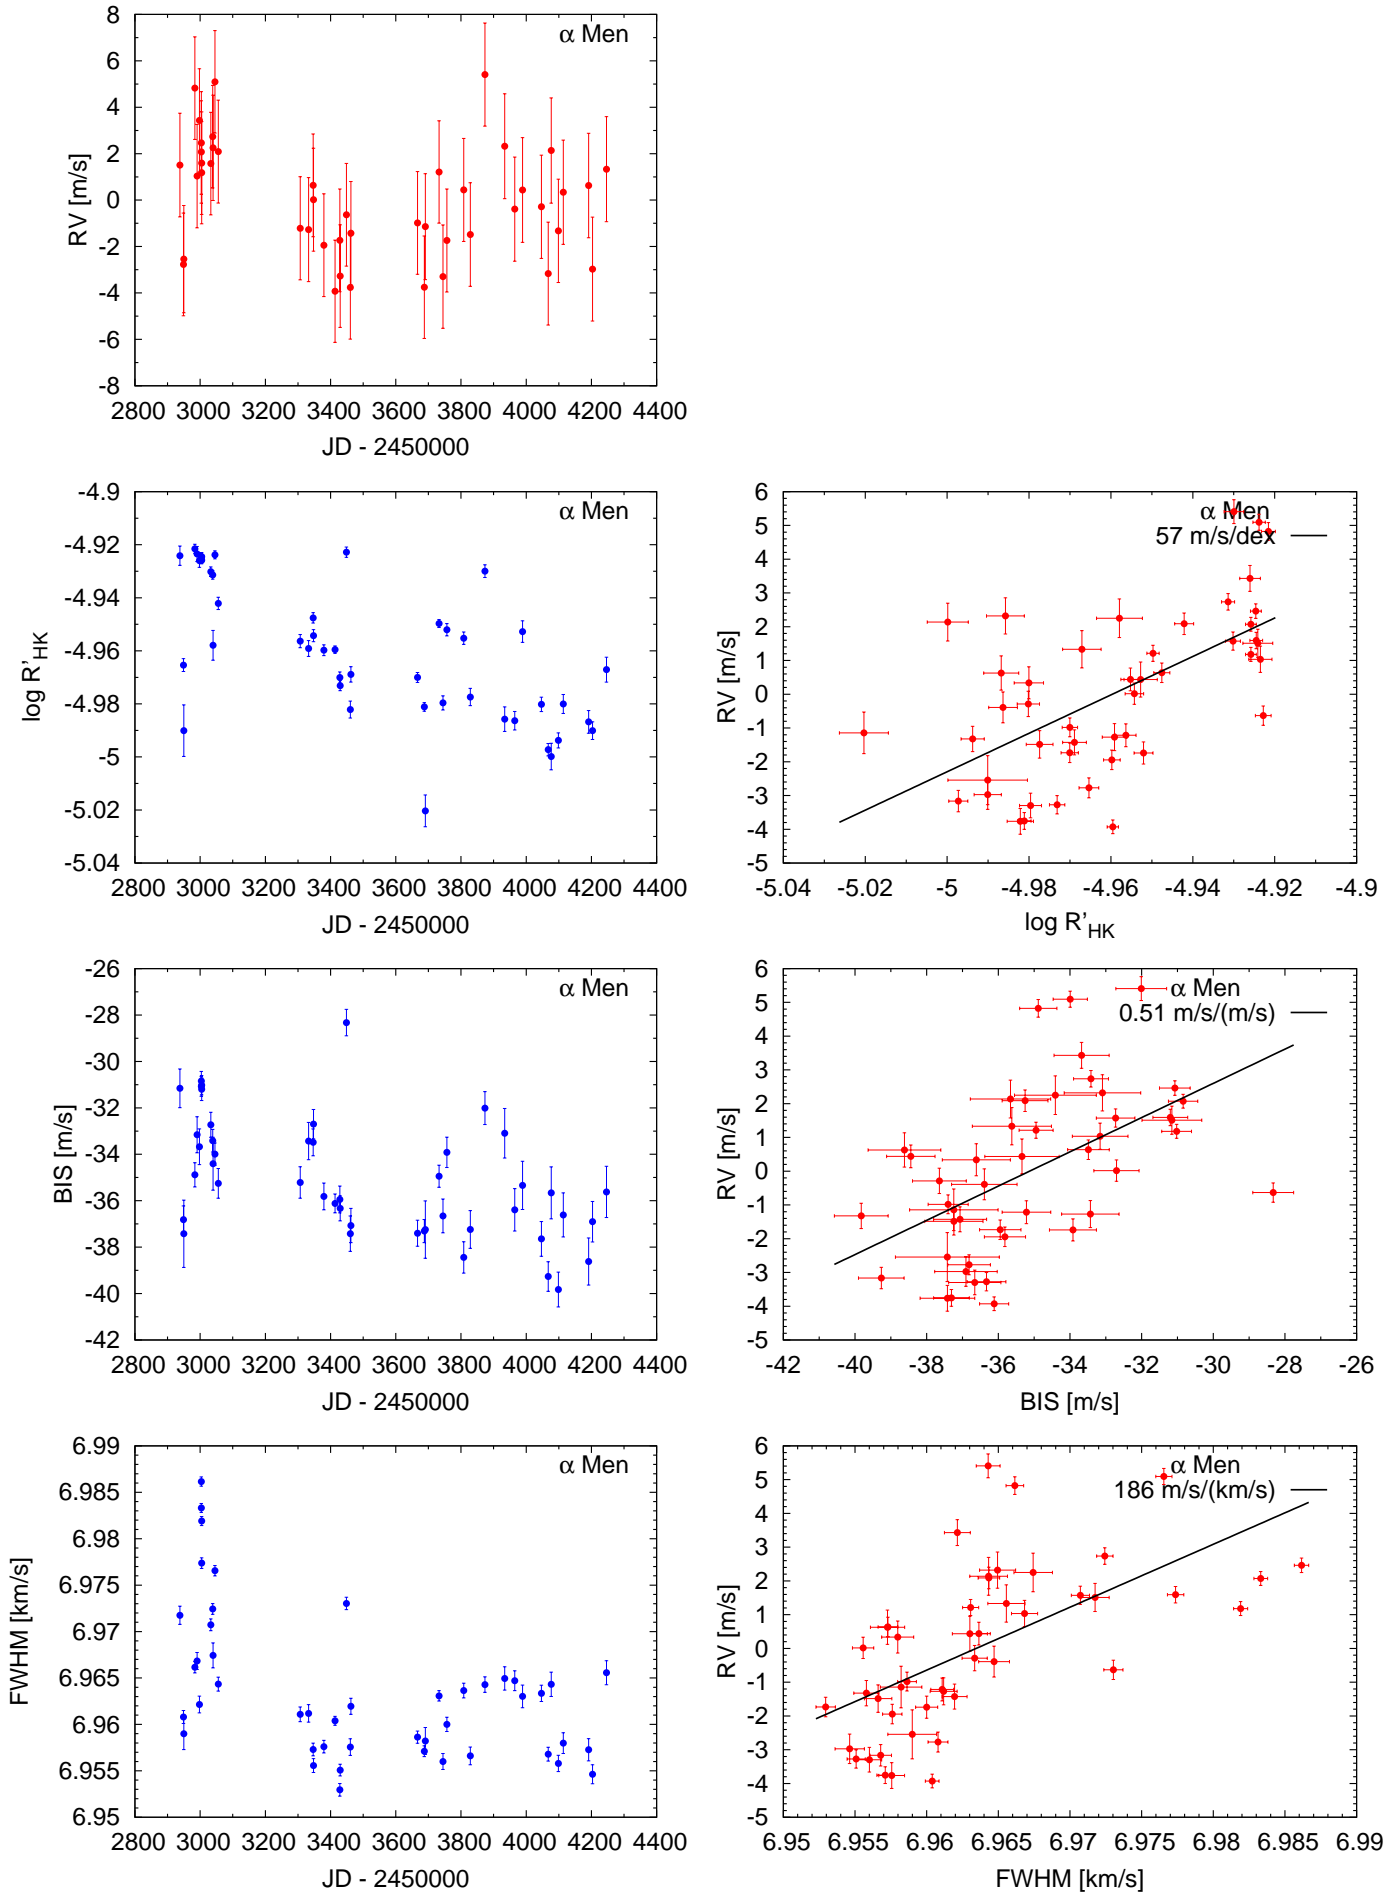 8
6
4
2
0
-2
-4
-6
-8
RV [m/s]
α Men
2800 3000 3200 3400 3600 3800 4000 4200 4400
JD - 2450000
-4.9
-4.92
-4.94
-4.96
-4.98
-5
-5.02
-5.04
log R'HK
α Men
2800 3000 3200 3400 3600 3800 4000 4200 4400
JD - 2450000
6
5
4
3
2
1
0
-1
-2
-3
-4
-5
RV [m/s]
α Men
57 m/s/dex
-5.04 -5.02 -5 -4.98 -4.96 -4.94 -4.92 -4.9
log R'HK
-26
-28
-30
-32
-34
-36
-38
-40
-42
BIS [m/s]
α Men
2800 3000 3200 3400 3600 3800 4000 4200 4400
JD - 2450000
6
5
4
3
2
1
0
-1
-2
-3
-4
-5
RV [m/s]
α Men
0.51 m/s/(m/s)
-42 -40 -38 -36 -34 -32 -30 -28 -26
BIS [m/s]
6.99
6.985
6.98
6.975
6.97
6.965
6.96
6.955
6.95
FWHM [km/s]
α Men
2800 3000 3200 3400 3600 3800 4000 4200 4400
JD - 2450000
6
5
4
3
2
1
0
-1
-2
-3
-4
-5
RV [m/s]
α Men
186 m/s/(km/s)
6.95 6.955 6.96 6.965 6.97 6.975 6.98 6.985 6.99
FWHM [km/s]